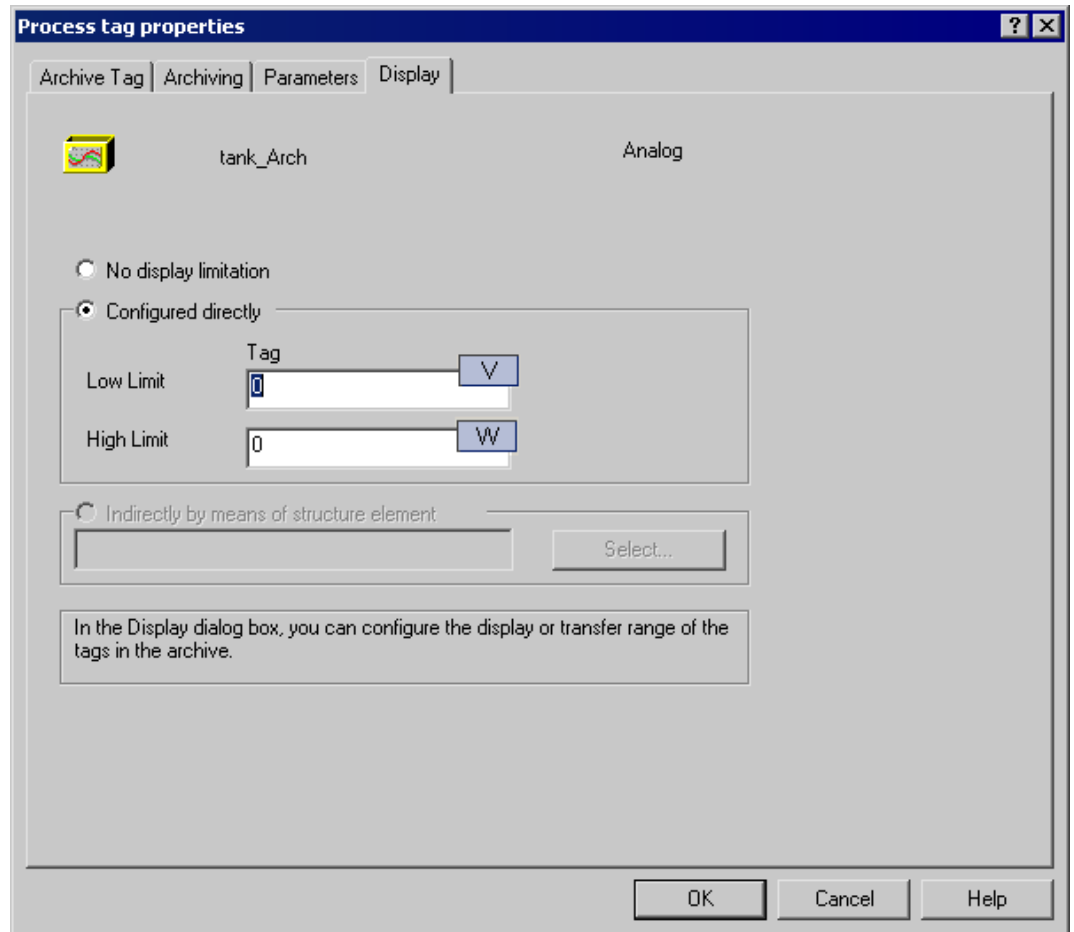 Process tag properties
Archive Tag Archiving Parameters Display
tank_Arch Analog
No display limitation
Configured directly
Tag
Low Limit 0 V
High Limit 0 W
Indirectly by means of structure element
Select...
In the Display dialog box, you can configure the display or transfer range of the
tags in the archive.
OK Cancel Help